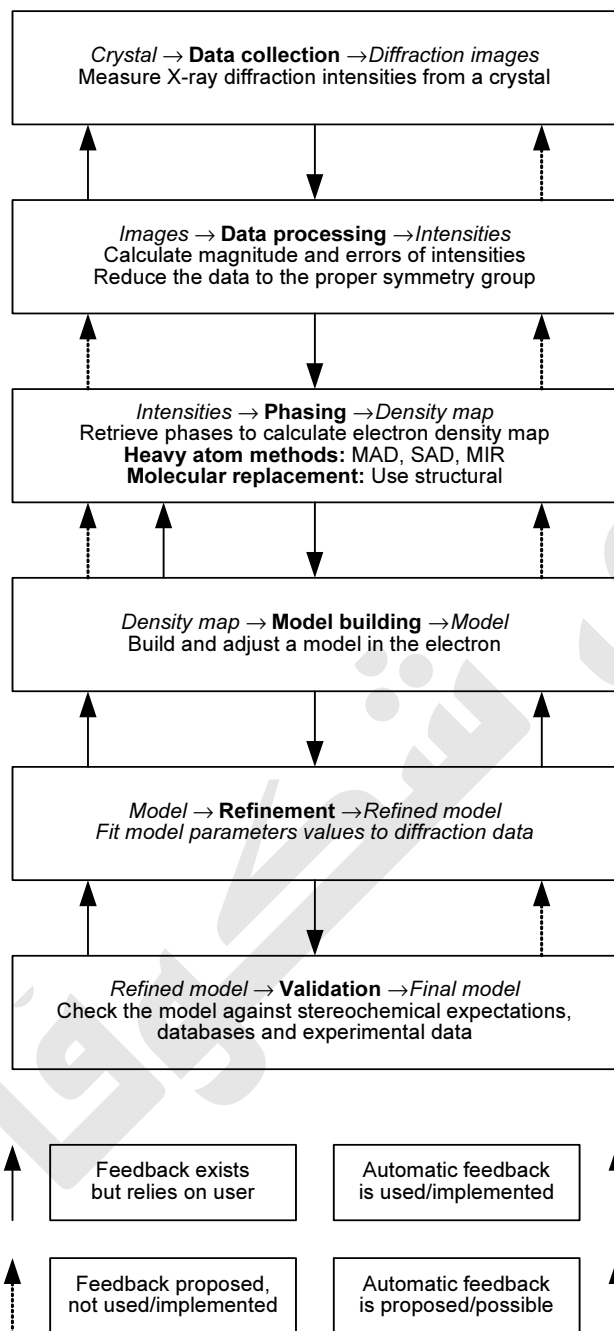 Crystal → Data collection →Diffraction images
Measure X-ray diffraction intensities from a crystal
Images → Data processing →Intensities
Calculate magnitude and errors of intensities
Reduce the data to the proper symmetry group
Intensities → Phasing →Density map
Retrieve phases to calculate electron density map
Heavy atom methods: MAD, SAD, MIR
Molecular replacement: Use structural
Density map → Model building →Model
Build and adjust a model in the electron
Model → Refinement →Refined model
Fit model parameters values to diffraction data
Refined model → Validation →Final model
Check the model against stereochemical expectations,
databases and experimental data
Feedback exists
but relies on user
Automatic feedback
is used/implemented
Feedback proposed,
not used/implemented
Automatic feedback
is proposed/possible